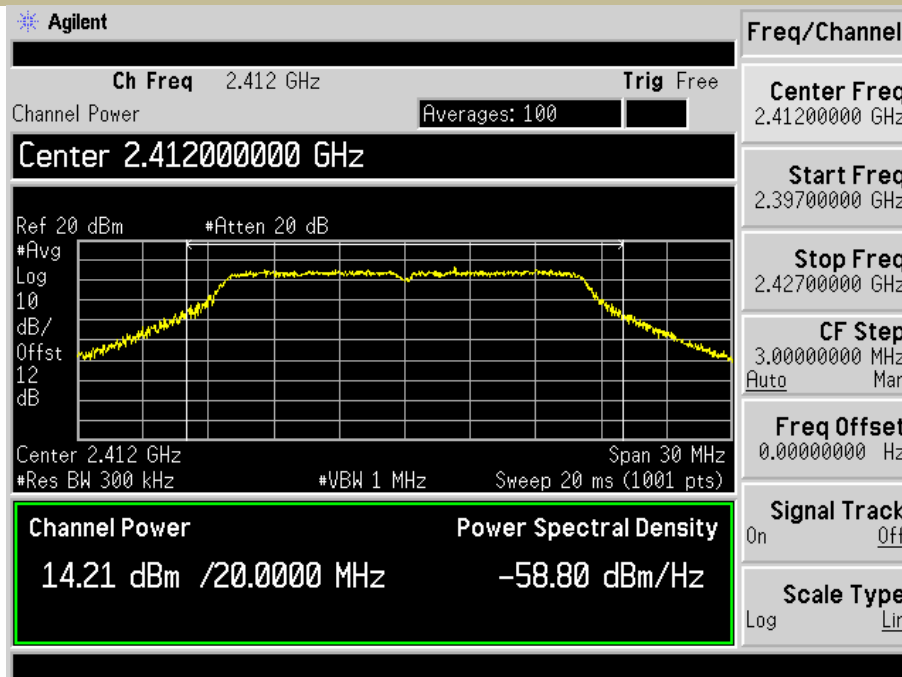 Agilent
Ch Freq 2.412 GHz Trig Free
Channel Power Averages: 100
Center 2.412000000 GHz
Ref 20 dBm #Atten 20 dB
#Avg
Log
10
dB/
Offst
12
dB
Center 2.412 GHz Span 30 MHz
#Res BW 300 kHz #VBW 1 MHz Sweep 20 ms (1001 pts)
Channel Power Power Spectral Density
14.21 dBm /20.0000 MHz -58.80 dBm/Hz
Freq/Channel
Center Freq
2.41200000 GHz
Start Freq
2.39700000 GHz
Stop Freq
2.42700000 GHz
CF Step
3.00000000 MHz
Auto Man
Freq Offset
0.00000000 Hz
Signal Track
On Off
Scale Type
Log Lin